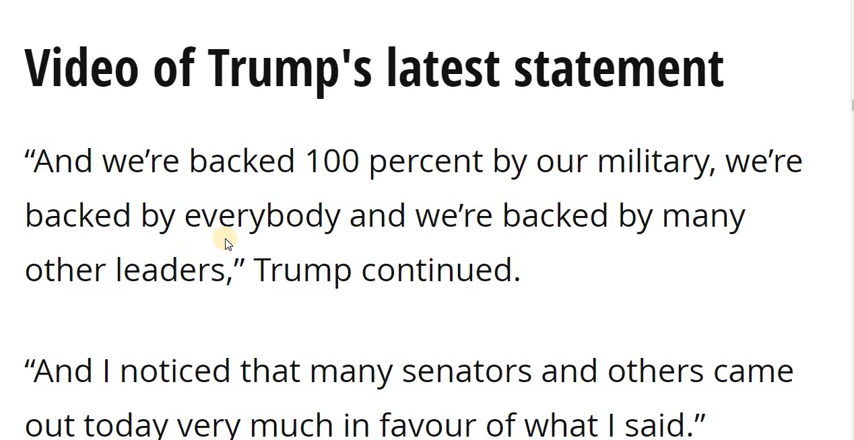 Video of Trump's latest statement
“And we’re backed 100 percent by our military, we’re
backed by everybody and we’re backed by many
other leaders,” Trump continued.
“And I noticed that many senators and others came
out today very much in favour of what I said.”